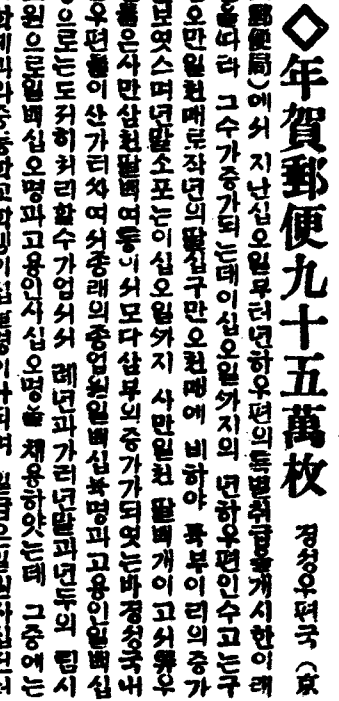 ◇年賀郵便九十五萬枚 경성우편국(京
郵便局)에서 지난십오일부터년하우편의특별취급을개시한이래
을따라 그수가증가되는데이십오일까지의 년하우편인수고는구
오만일천매로작년의팔십구만오천매에 비하야 륙부이리의증가
보엿스며년말소포는이십오일까지 사만일천 팔백개이고서류우
은사만삼천팔백여통이서모다삼부의증가가되엿는바경성국내
우편물이산가티싸여서종래의종업원일백십륙명과고용인일백십
으로는도저히처리할수가업서서 례년과가티년말과년두의 림시
원으로일백십오명과고용인사십오명을 채용하얏는데 그중에는